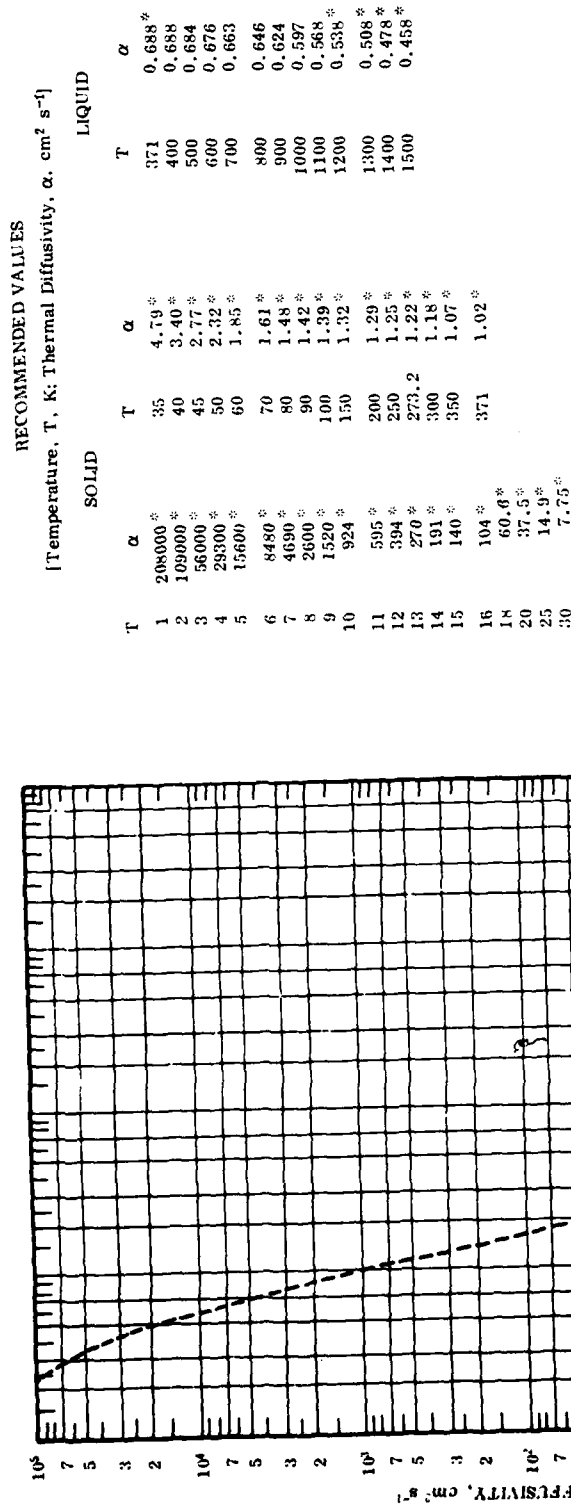 RECOMMENDED VALUES
[Temperature, T, K; Thermal Diffusivity, α, cm² s⁻¹]
SOLID LIQUID
T α T α T α
1 208000* 35 4.79* 371 0.688*
2 109000* 40 3.40* 400 0.688
3 56000* 45 2.77* 500 0.684
4 29300* 50 2.32* 600 0.676
5 15600* 60 1.85* 700 0.663
6 8480* 70 1.61* 800 0.646
7 4690* 80 1.48* 900 0.624
8 2600* 90 1.42* 1000 0.597
9 1520* 100 1.39* 1100 0.568
10 924* 150 1.32* 1200 0.538*
11 595* 200 1.29* 1300 0.508*
12 394* 250 1.25* 1400 0.478*
13 270* 273.2 1.22* 1500 0.458*
14 191* 300 1.18*
15 140* 350 1.07*
16 104* 371 1.02*
18 60.6*
20 37.5*
25 14.9*
30 7.75*
10⁵
7
5
3
2
10⁴
7
5
3
2
10³
7
5
3
2
10²
7
FFUSIVITY, cm² s⁻¹